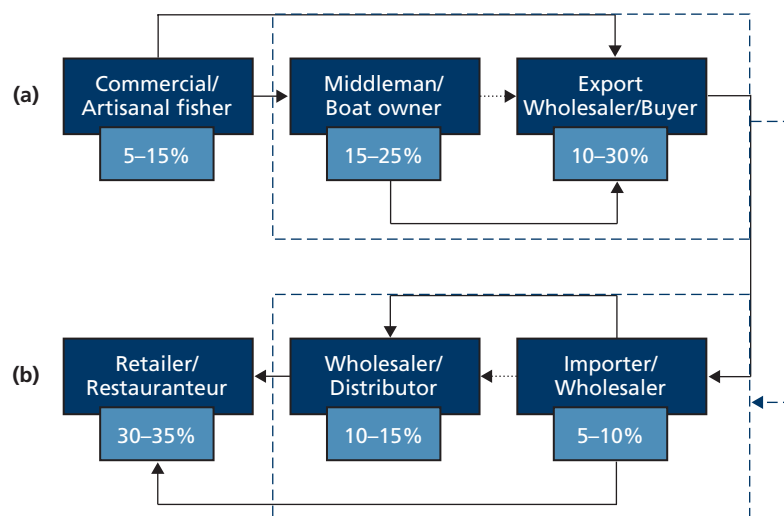 (a)
Commercial/
Artisanal fisher
5–15%
Middleman/
Boat owner
15–25%
Export
Wholesaler/Buyer
10–30%
(b)
Retailer/
Restauranteur
30–35%
Wholesaler/
Distributor
10–15%
Importer/
Wholesaler
5–10%